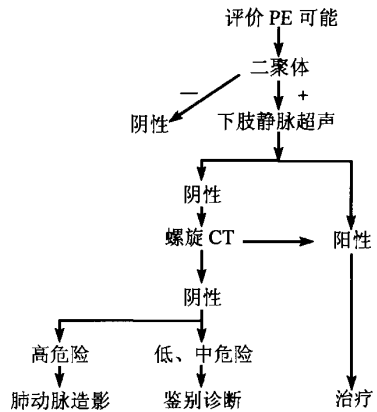 评价 PE 可能
二聚体
－ +
阴性 下肢静脉超声
阴性
螺旋 CT 阳性
阴性
高危险 低、中危险
肺动脉造影 鉴别诊断 治疗